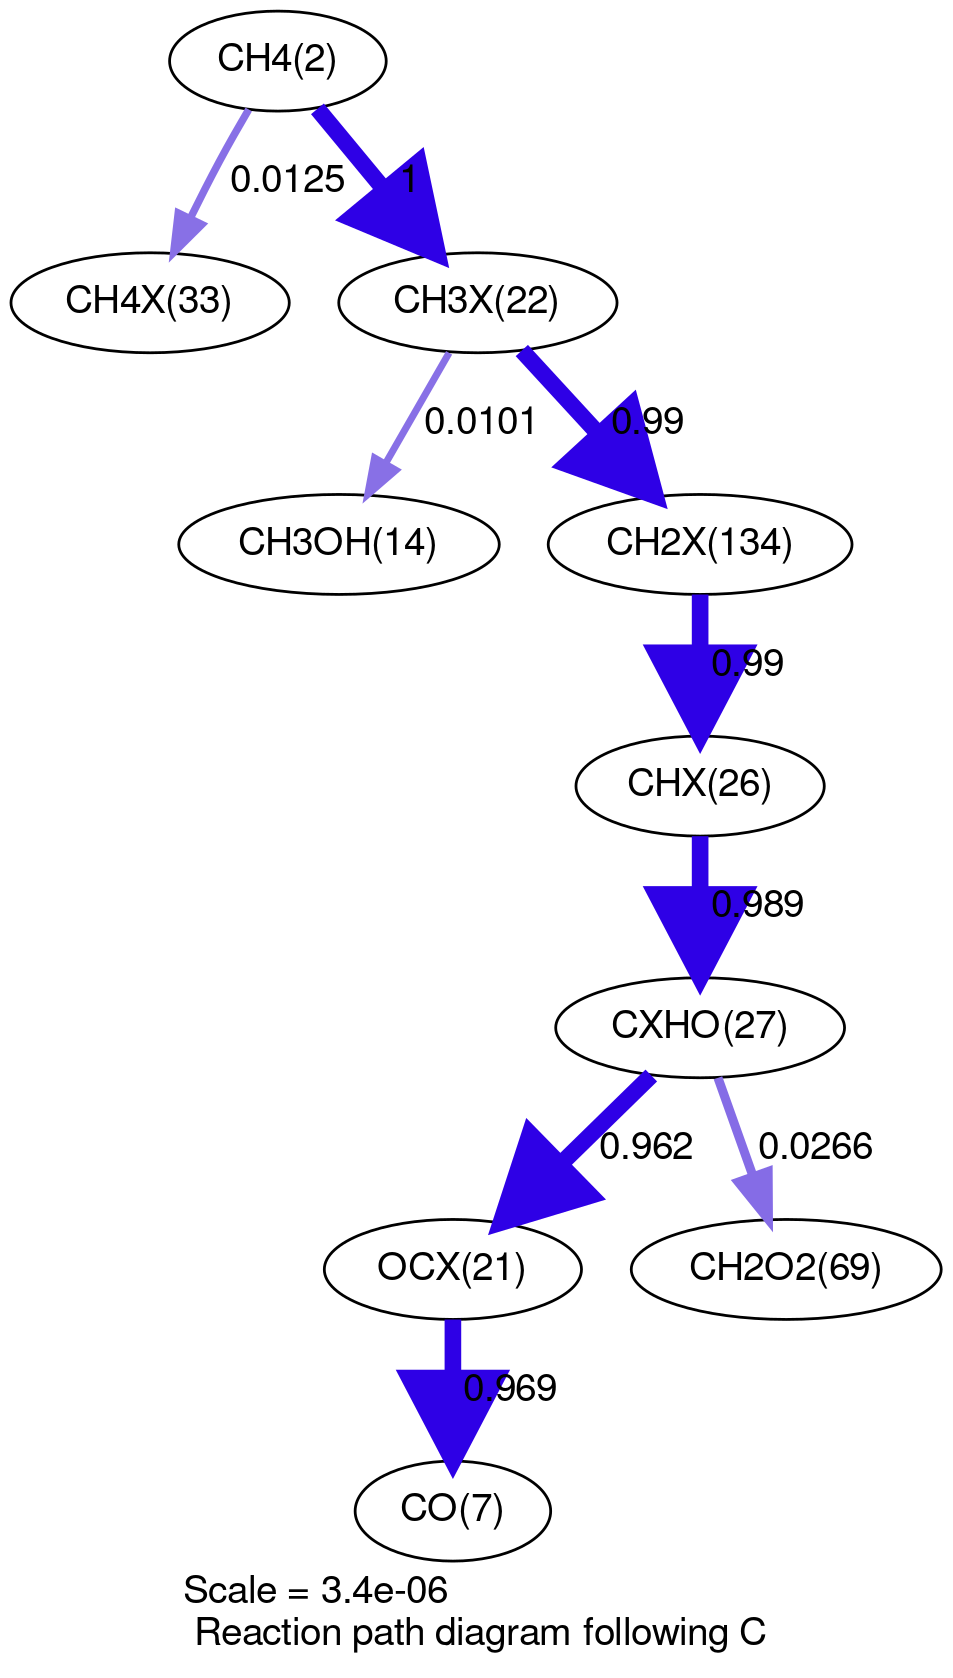 CH4(2)
0.0125
1
CH4X(33)
CH3X(22)
0.0101
0.99
CH3OH(14)
CH2X(134)
0.99
CHX(26)
0.989
CXHO(27)
0.962
0.0266
OCX(21)
CH2O2(69)
0.969
CO(7)
Scale = 3.4e-06
Reaction path diagram following C